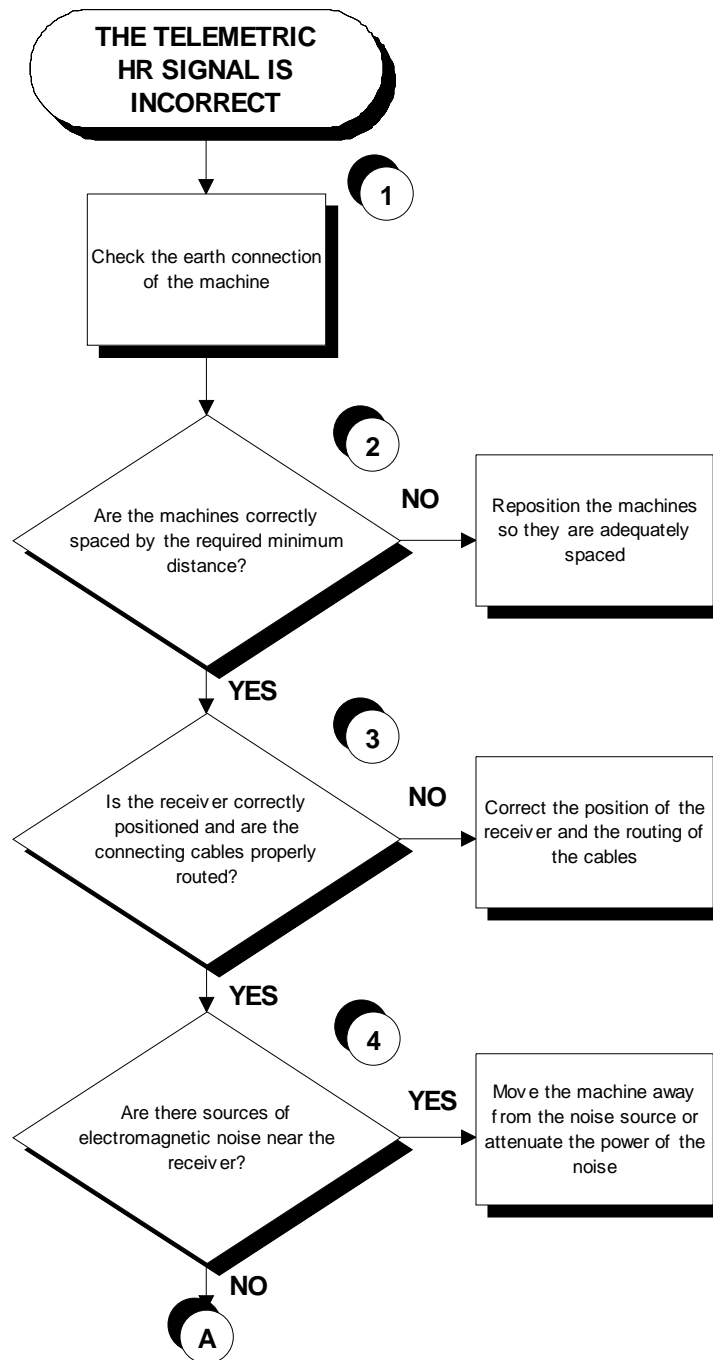 THE TELEMETRIC
HR SIGNAL IS
INCORRECT
1
Check the earth connection
of the machine
2
Are the machines correctly
spaced by the required minimum
distance?
NO
Reposition the machines
so they are adequately
spaced
YES
3
Is the receiver correctly
positioned and are the
connecting cables properly
routed?
NO
Correct the position of the
receiver and the routing of
the cables
YES
4
Are there sources of
electromagnetic noise near the
receiver?
YES
Move the machine away
from the noise source or
attenuate the power of the
noise
NO
A